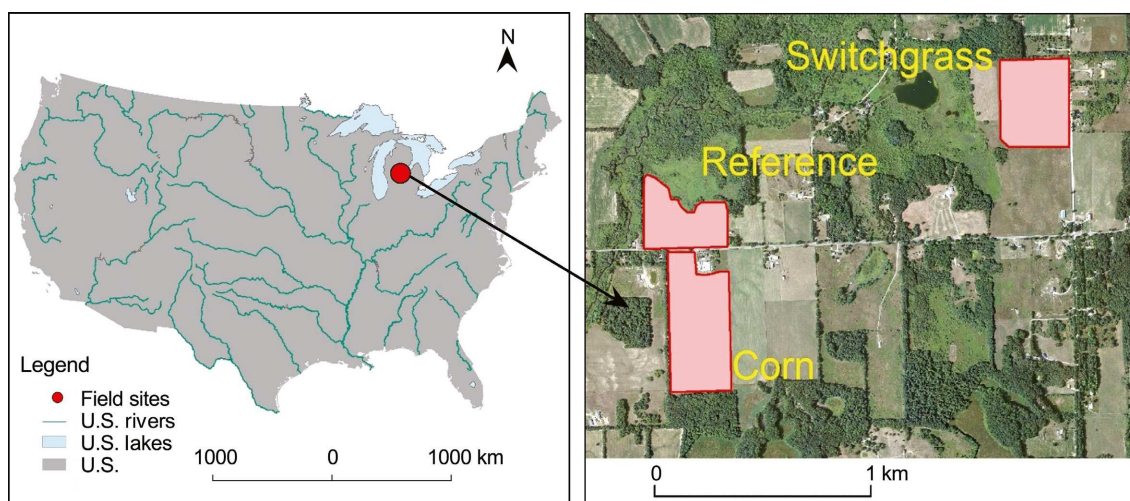 N
Legend
Field sites
U.S. rivers
U.S. lakes
U.S.
1000 0 1000 km
Switchgrass
Reference
Corn
0 1 km